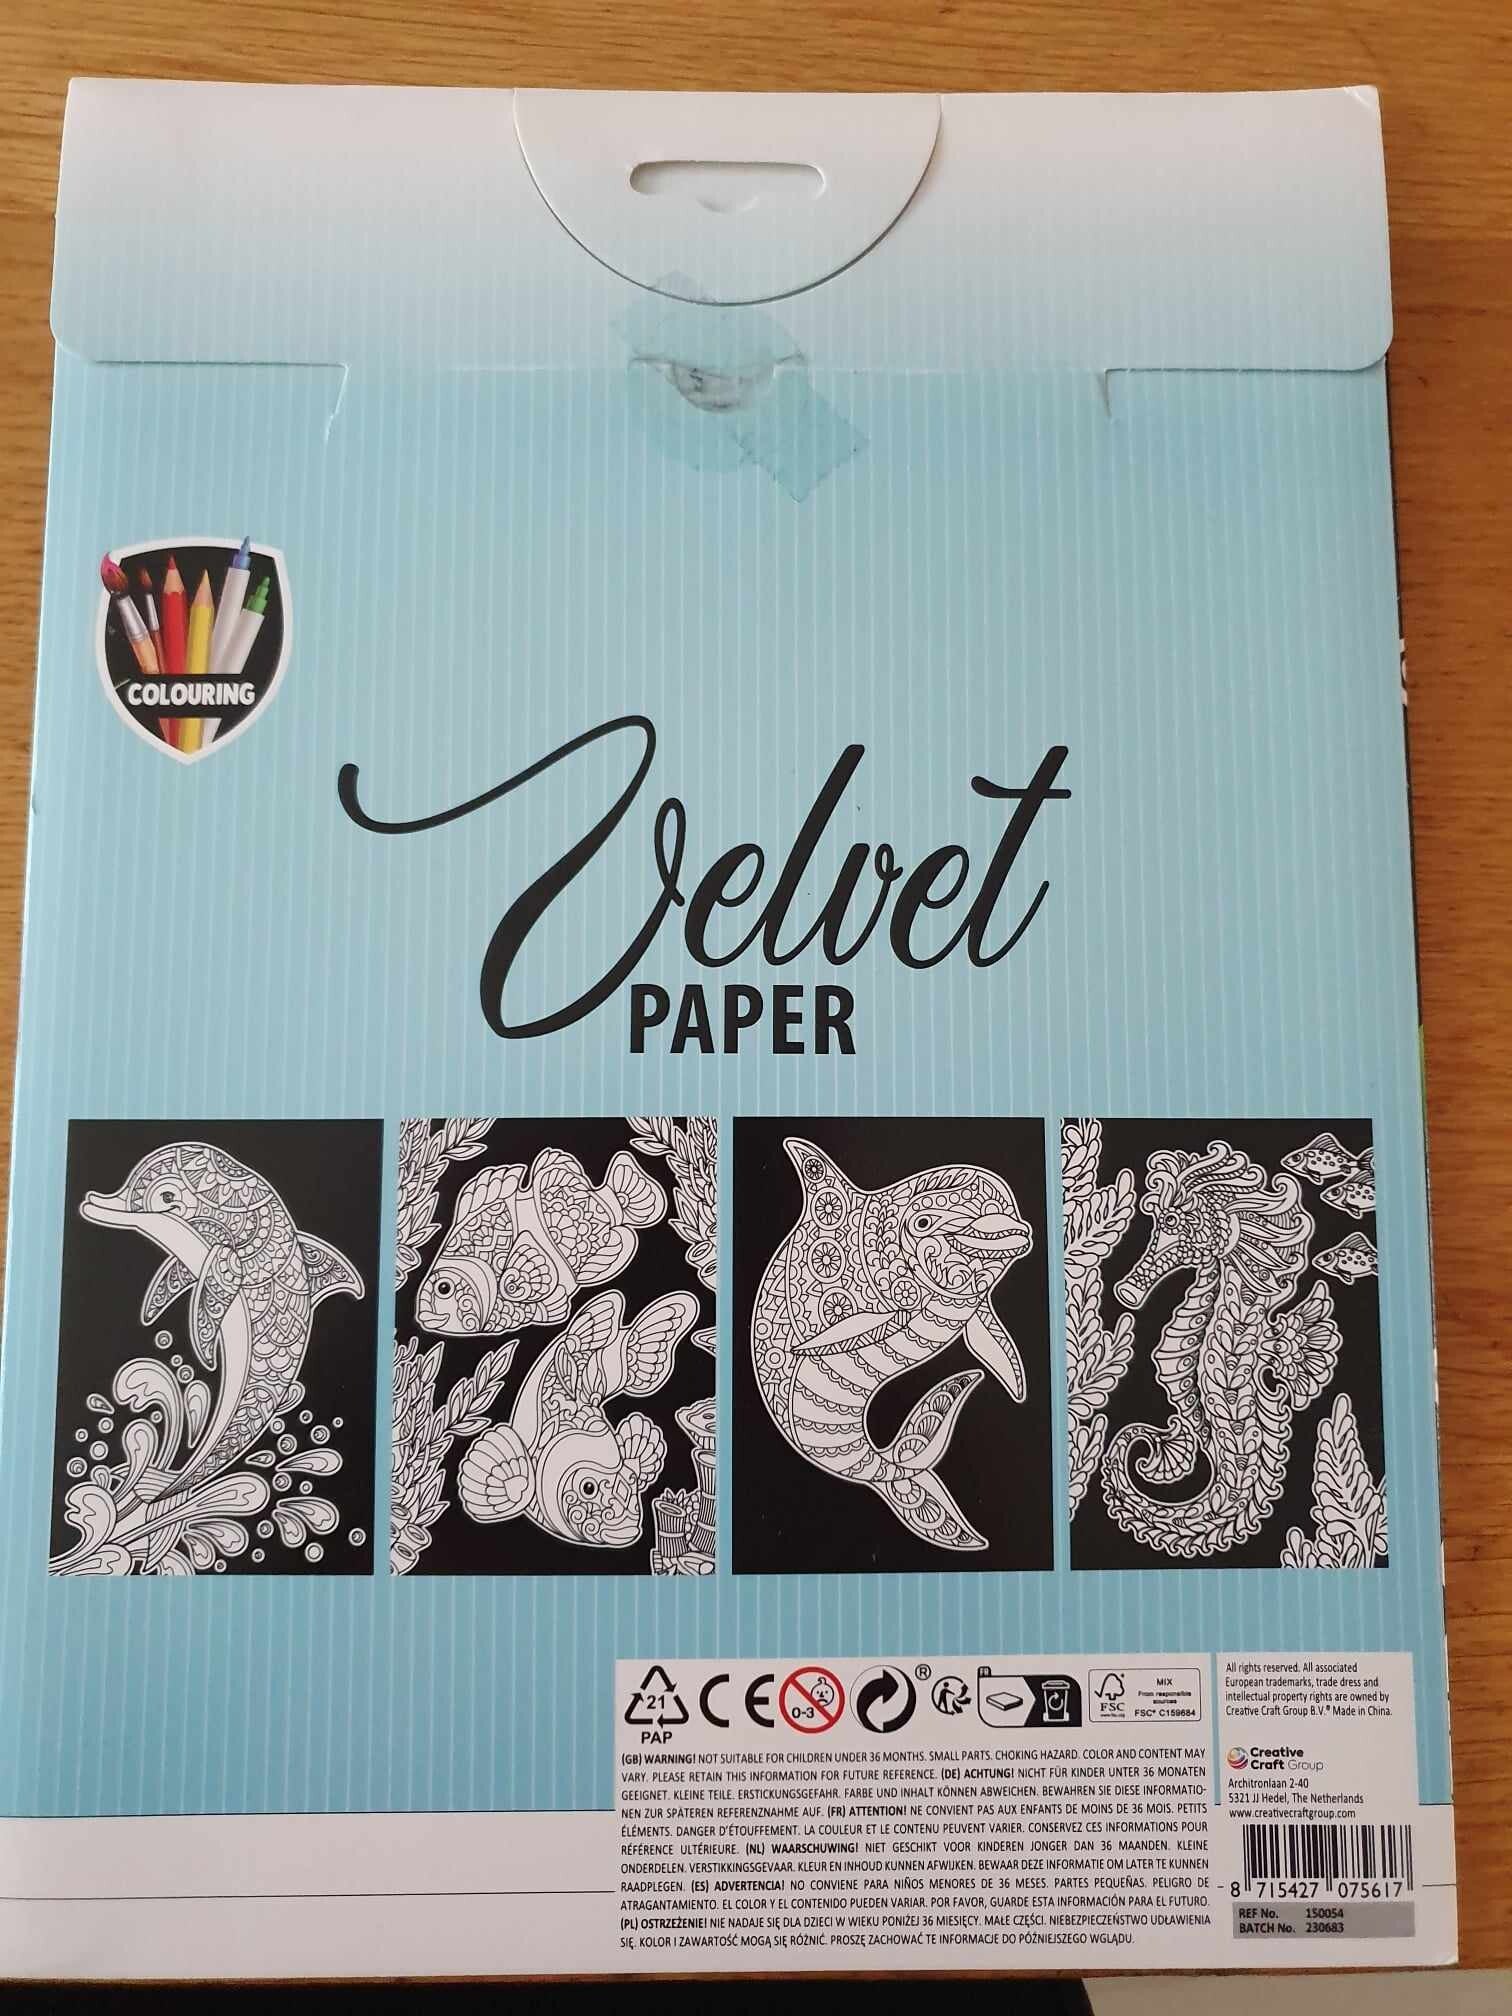 COLOURING
Velvet
PAPER
21
PAP
CE
0-3
®
FR
FSC
MIX
From responsible
sources
FSC® C159684
(GB) WARNING! NOT SUITABLE FOR CHILDREN UNDER 36 MONTHS. SMALL PARTS. CHOKING HAZARD. COLOR AND CONTENT MAY
VARY. PLEASE RETAIN THIS INFORMATION FOR FUTURE REFERENCE. (DE) ACHTUNG! NICHT FÜR KINDER UNTER 36 MONATEN
GEEIGNET. KLEINE TEILE. ERSTICKUNGSGEFAHR. FARBE UND INHALT KÖNNEN ABWEICHEN. BEWAHREN SIE DIESE INFORMATIO-
NEN ZUR SPÄTEREN REFERENZNAHME AUF. (FR) ATTENTION! NE CONVIENT PAS AUX ENFANTS DE MOINS DE 36 MOIS. PETITS
ÉLÉMENTS. DANGER D'ÉTOUFFEMENT. LA COULEUR ET LE CONTENU PEUVENT VARIER. CONSERVEZ CES INFORMATIONS POUR
RÉFÉRENCE ULTÉRIEURE. (NL) WAARSCHUWING! NIET GESCHIKT VOOR KINDEREN JONGER DAN 36 MAANDEN. KLEINE
ONDERDELEN. VERSTIKKINGSGEVAAR. KLEUR EN INHOUD KUNNEN AFWIJKEN. BEWAAR DEZE INFORMATIE OM LATER TE KUNNEN
RAADPLEGEN. (ES) ADVERTENCIA! NO CONVIENE PARA NIÑOS MENORES DE 36 MESES. PARTES PEQUEÑAS. PELIGRO DE
ATRAGANTAMIENTO. EL COLOR Y EL CONTENIDO PUEDEN VARIAR. POR FAVOR, GUARDE ESTA INFORMACIÓN PARA EL FUTURO.
(PL) OSTRZEŻENIE! NIE NADAJE SIĘ DLA DZIECI W WIEKU PONIŻEJ 36 MIESIĘCY. MAŁE CZĘŚCI. NIEBEZPIECZEŃSTWO UDŁAWIENIA
SIĘ. KOLOR I ZAWARTOŚĆ MOGĄ SIĘ RÓŻNIĆ. PROSZĘ ZACHOWAĆ TE INFORMACJE DO PÓŹNIEJSZEGO WGLĄDU.
All rights reserved. All associated
European trademarks, trade dress and
intellectual property rights are owned by
Creative Craft Group B.V.® Made in China.
Creative
Craft Group
Architronlaan 2-40
5321 JJ Hedel, The Netherlands
www.creativecraftgroup.com
8 715427 075617
REF No. 150054
BATCH No. 230683